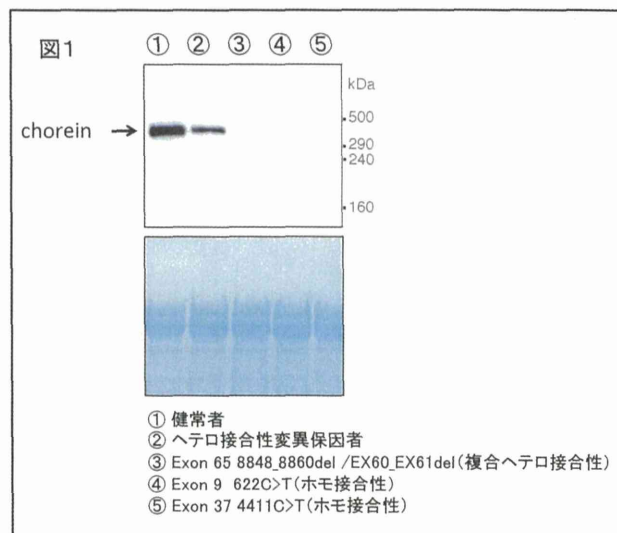 図1
① ② ③ ④ ⑤
kDa
500
chorein →
290
240
160
① 健常者
② ヘテロ接合性変異保因者
③ Exon 65 8848_8860del /EX60_EX61del(複合ヘテロ接合性)
④ Exon 9 622C>T(ホモ接合性)
⑤ Exon 37 4411C>T(ホモ接合性)